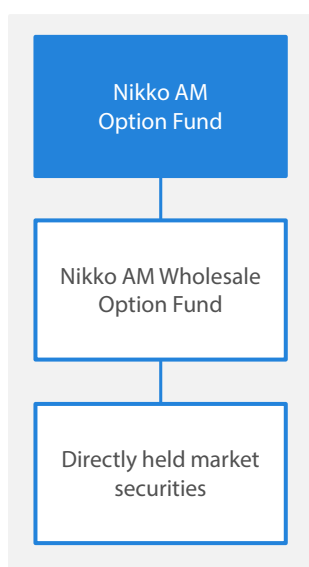 Nikko AM
Option Fund
Nikko AM Wholesale
Option Fund
Directly held market
securities